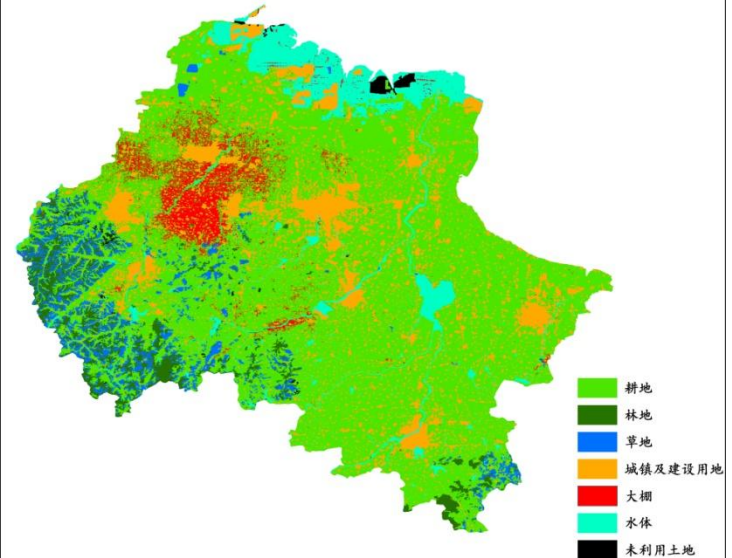 耕地
林地
草地
城镇及建设用地
大棚
水体
未利用土地